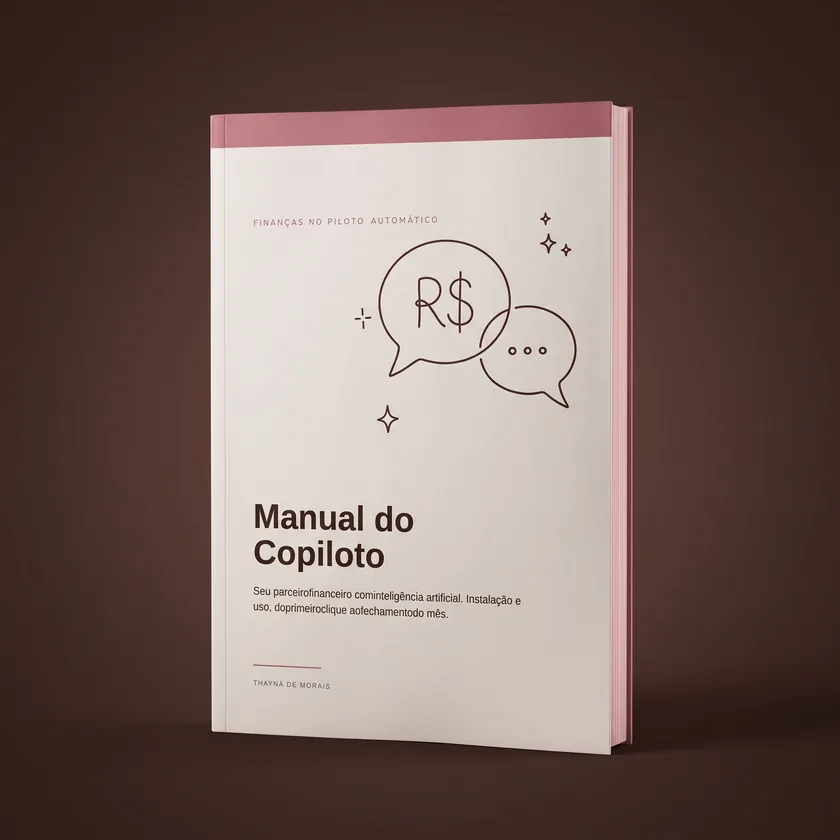 FINANÇAS NO PILOTO AUTOMÁTICO
R$
Manual do
Copiloto
Seu parceirofinanceiro cominteligência artificial. Instalação e
uso, doprimeiroclique aofechamentodo mês.
THAYNÁ DE MORAIS